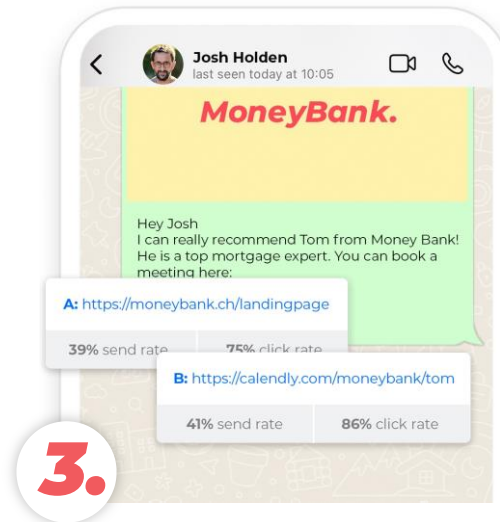 Josh Holden
last seen today at 10:05
MoneyBank.
Hey Josh
I can really recommend Tom from Money Bank!
He is a top mortgage expert. You can book a
meeting here:
A: https://moneybank.ch/landingpage
39% send rate 75% click rate
B: https://calendly.com/moneybank/tom
41% send rate 86% click rate
3.